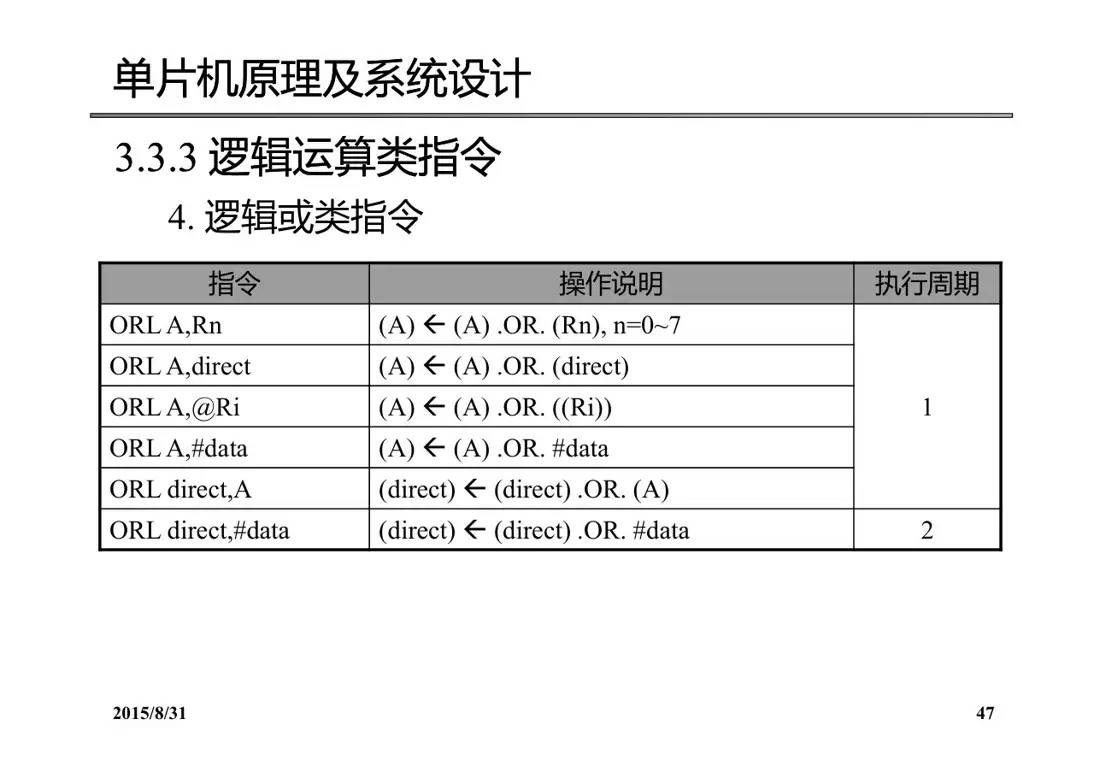 单片机原理及系统设计
3.3.3 逻辑运算类指令
4. 逻辑或类指令
指令 操作说明 执行周期
ORL A,Rn (A) ← (A) .OR. (Rn), n=0~7
ORL A,direct (A) ← (A) .OR. (direct)
ORL A,@Ri (A) ← (A) .OR. ((Ri)) 1
ORL A,#data (A) ← (A) .OR. #data
ORL direct,A (direct) ← (direct) .OR. (A)
ORL direct,#data (direct) ← (direct) .OR. #data 2
2015/8/31 47